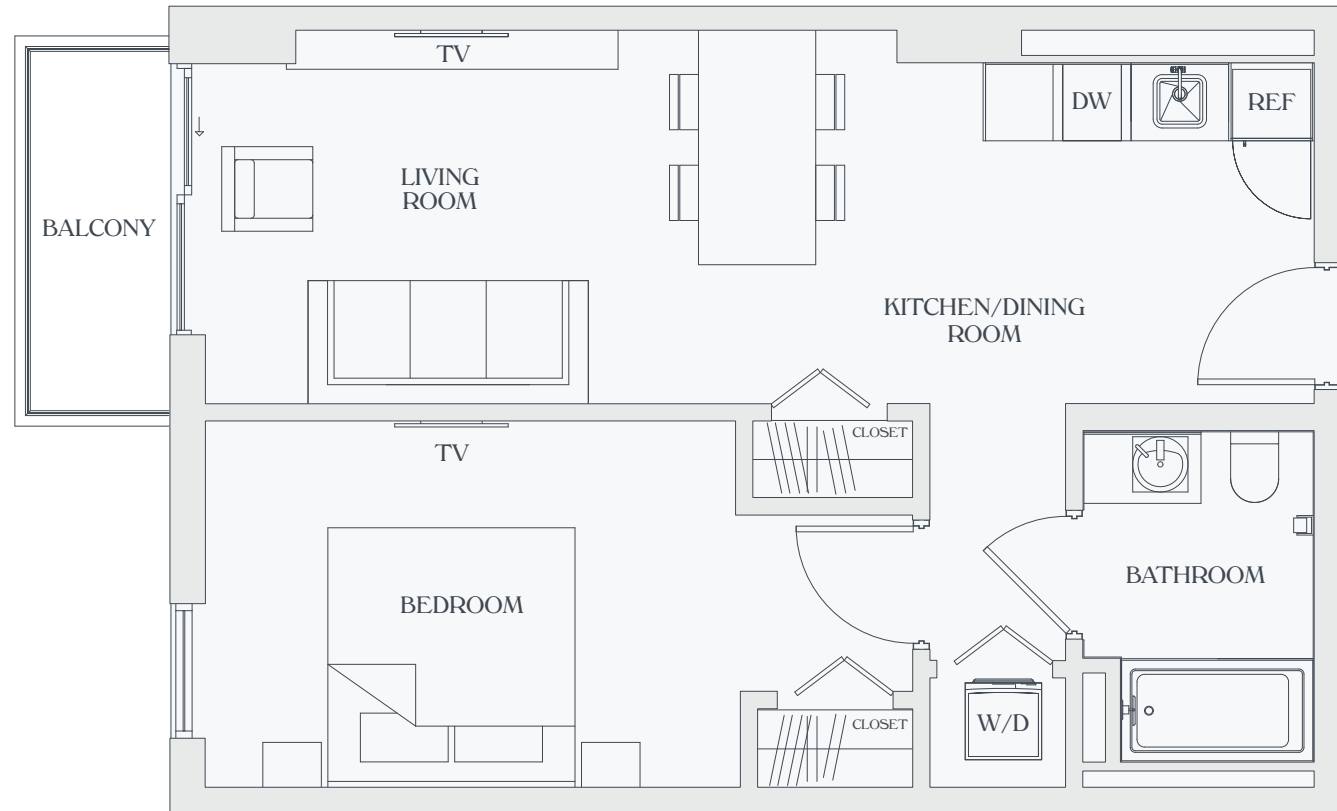 TV
DW
REF
LIVING
ROOM
BALCONY
KITCHEN/DINING
ROOM
CLOSET
TV
BATHROOM
BEDROOM
CLOSET
W/D